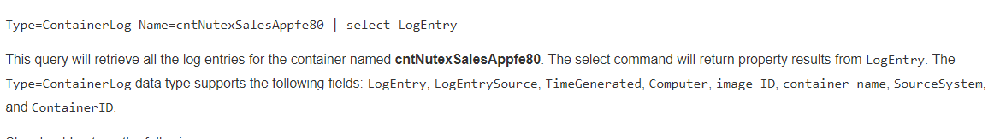 Type=ContainerLog Name=cntNutexSalesAppfe80 | select LogEntry
This query will retrieve all the log entries for the container named cntNutexSalesAppfe80. The select command will return property results from LogEntry. The
Type=ContainerLog data type supports the following fields: LogEntry, LogEntrySource, TimeGenerated, Computer, image ID, container name, SourceSystem,
and ContainerID.